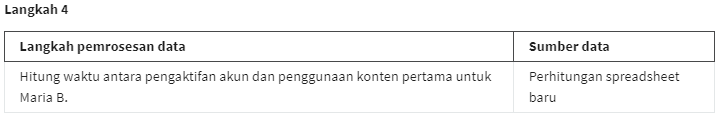 Langkah 4
Langkah pemrosesan data Sumber data
Hitung waktu antara pengaktifan akun dan penggunaan konten pertama untuk Perhitungan spreadsheet
Maria B. baru